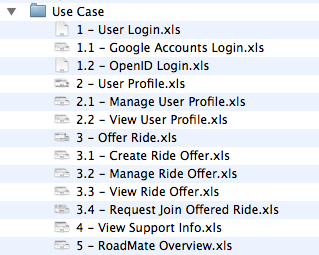 Use Case
1 – User Login.xls
1.1 – Google Accounts Login.xls
1.2 – OpenID Login.xls
2 – User Profile.xls
2.1 – Manage User Profile.xls
2.2 – View User Profile.xls
3 – Offer Ride.xls
3.1 – Create Ride Offer.xls
3.2 – Manage Ride Offer.xls
3.3 – View Ride Offer.xls
3.4 – Request Join Offered Ride.xls
4 – View Support Info.xls
5 – RoadMate Overview.xls